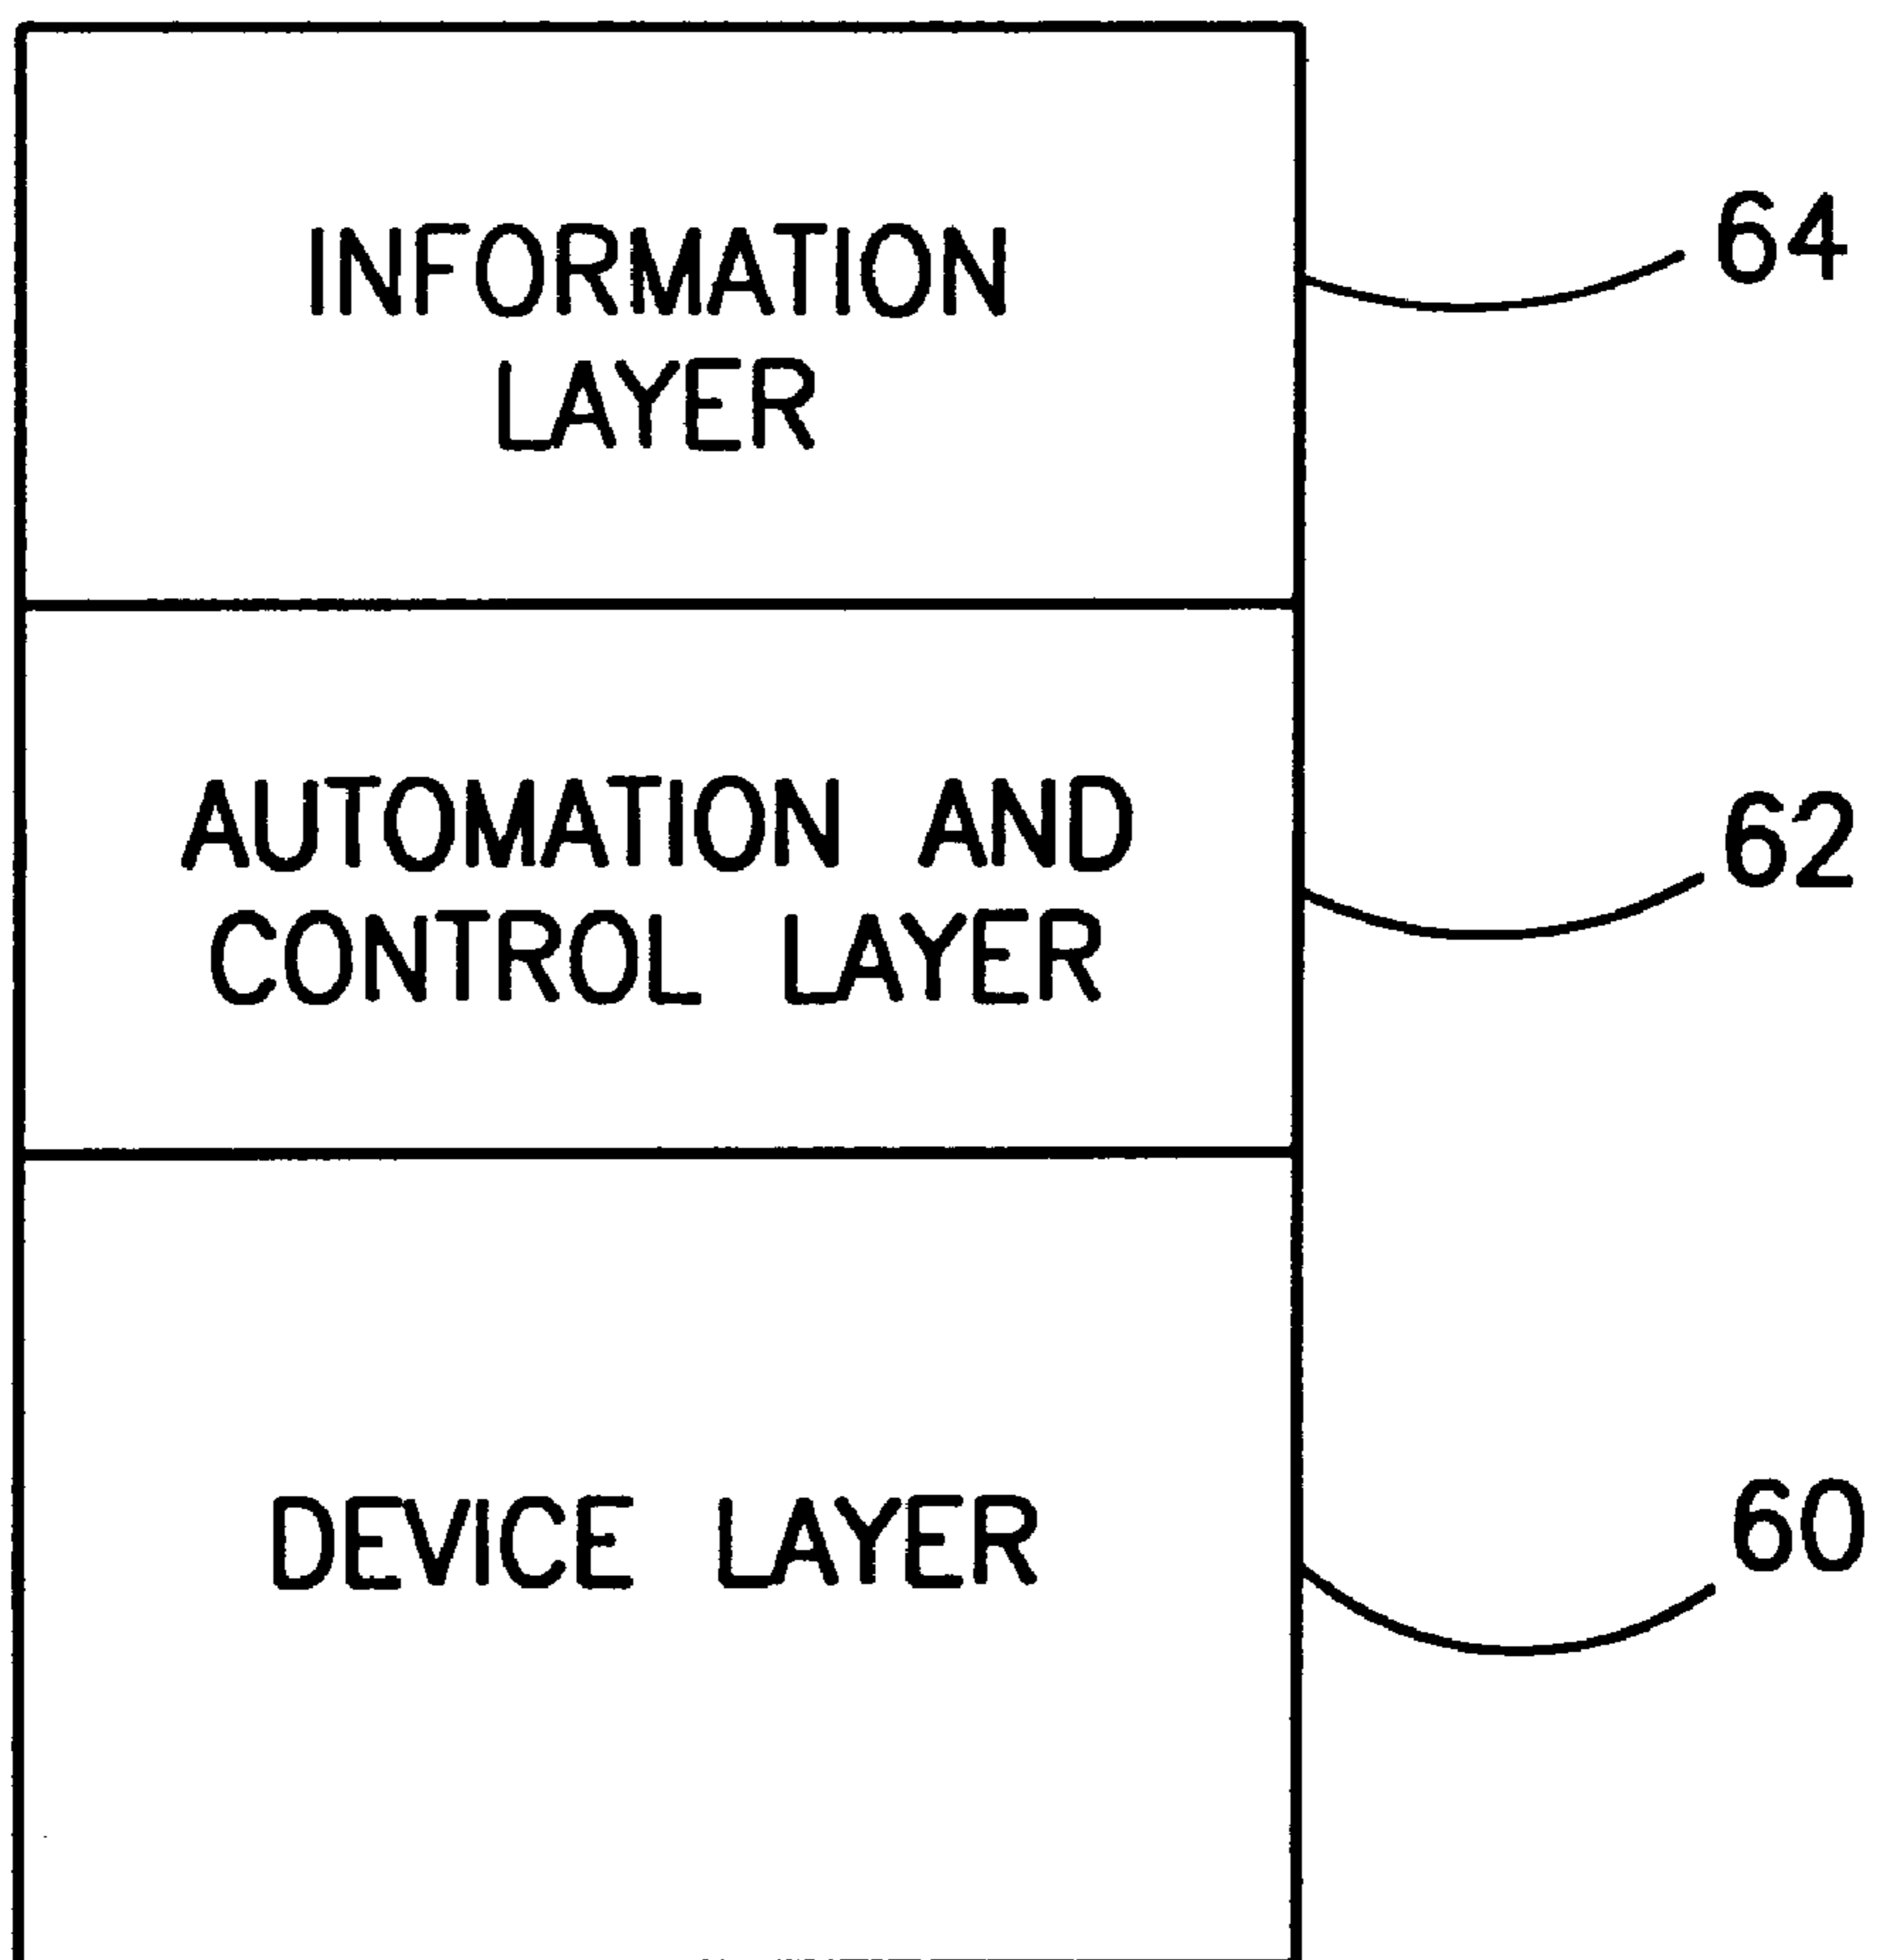 INFORMATION
LAYER
64
AUTOMATION AND
CONTROL LAYER
62
DEVICE LAYER
60